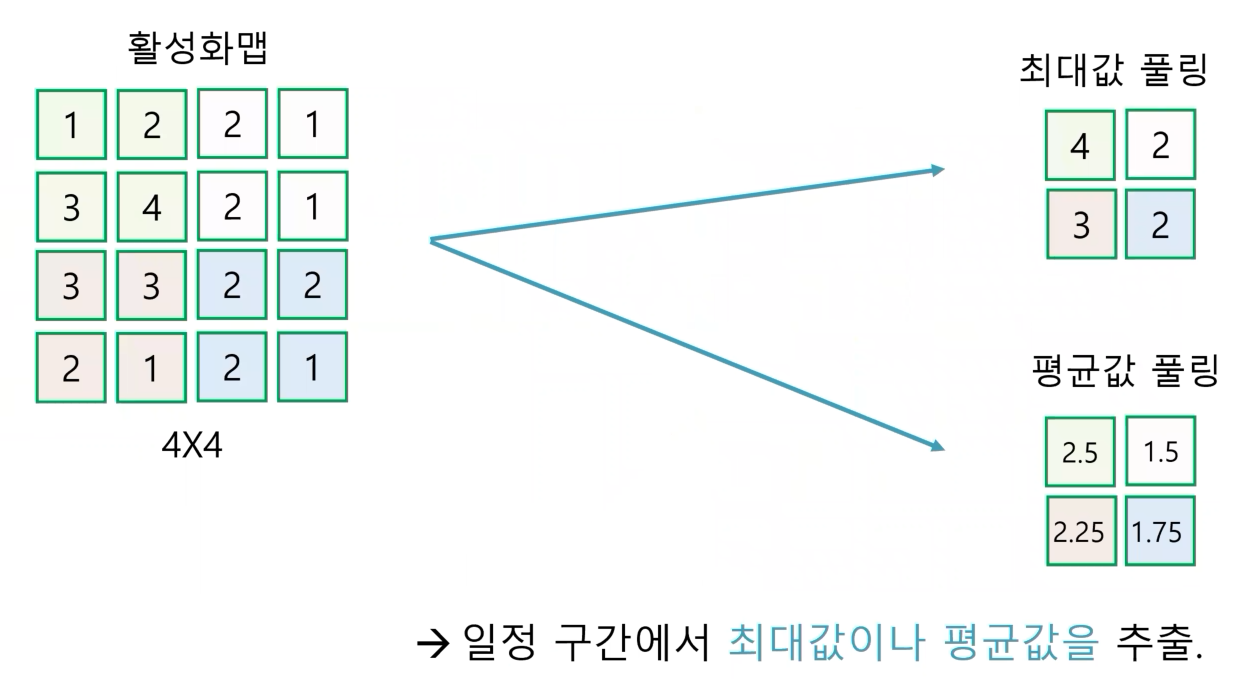 활성화맵
1 2 2 1
3 4 2 1
3 3 2 2
2 1 2 1
4X4
최대값 풀링
4 2
3 2
평균값 풀링
2.5 1.5
2.25 1.75
→ 일정 구간에서 최대값이나 평균값을 추출.